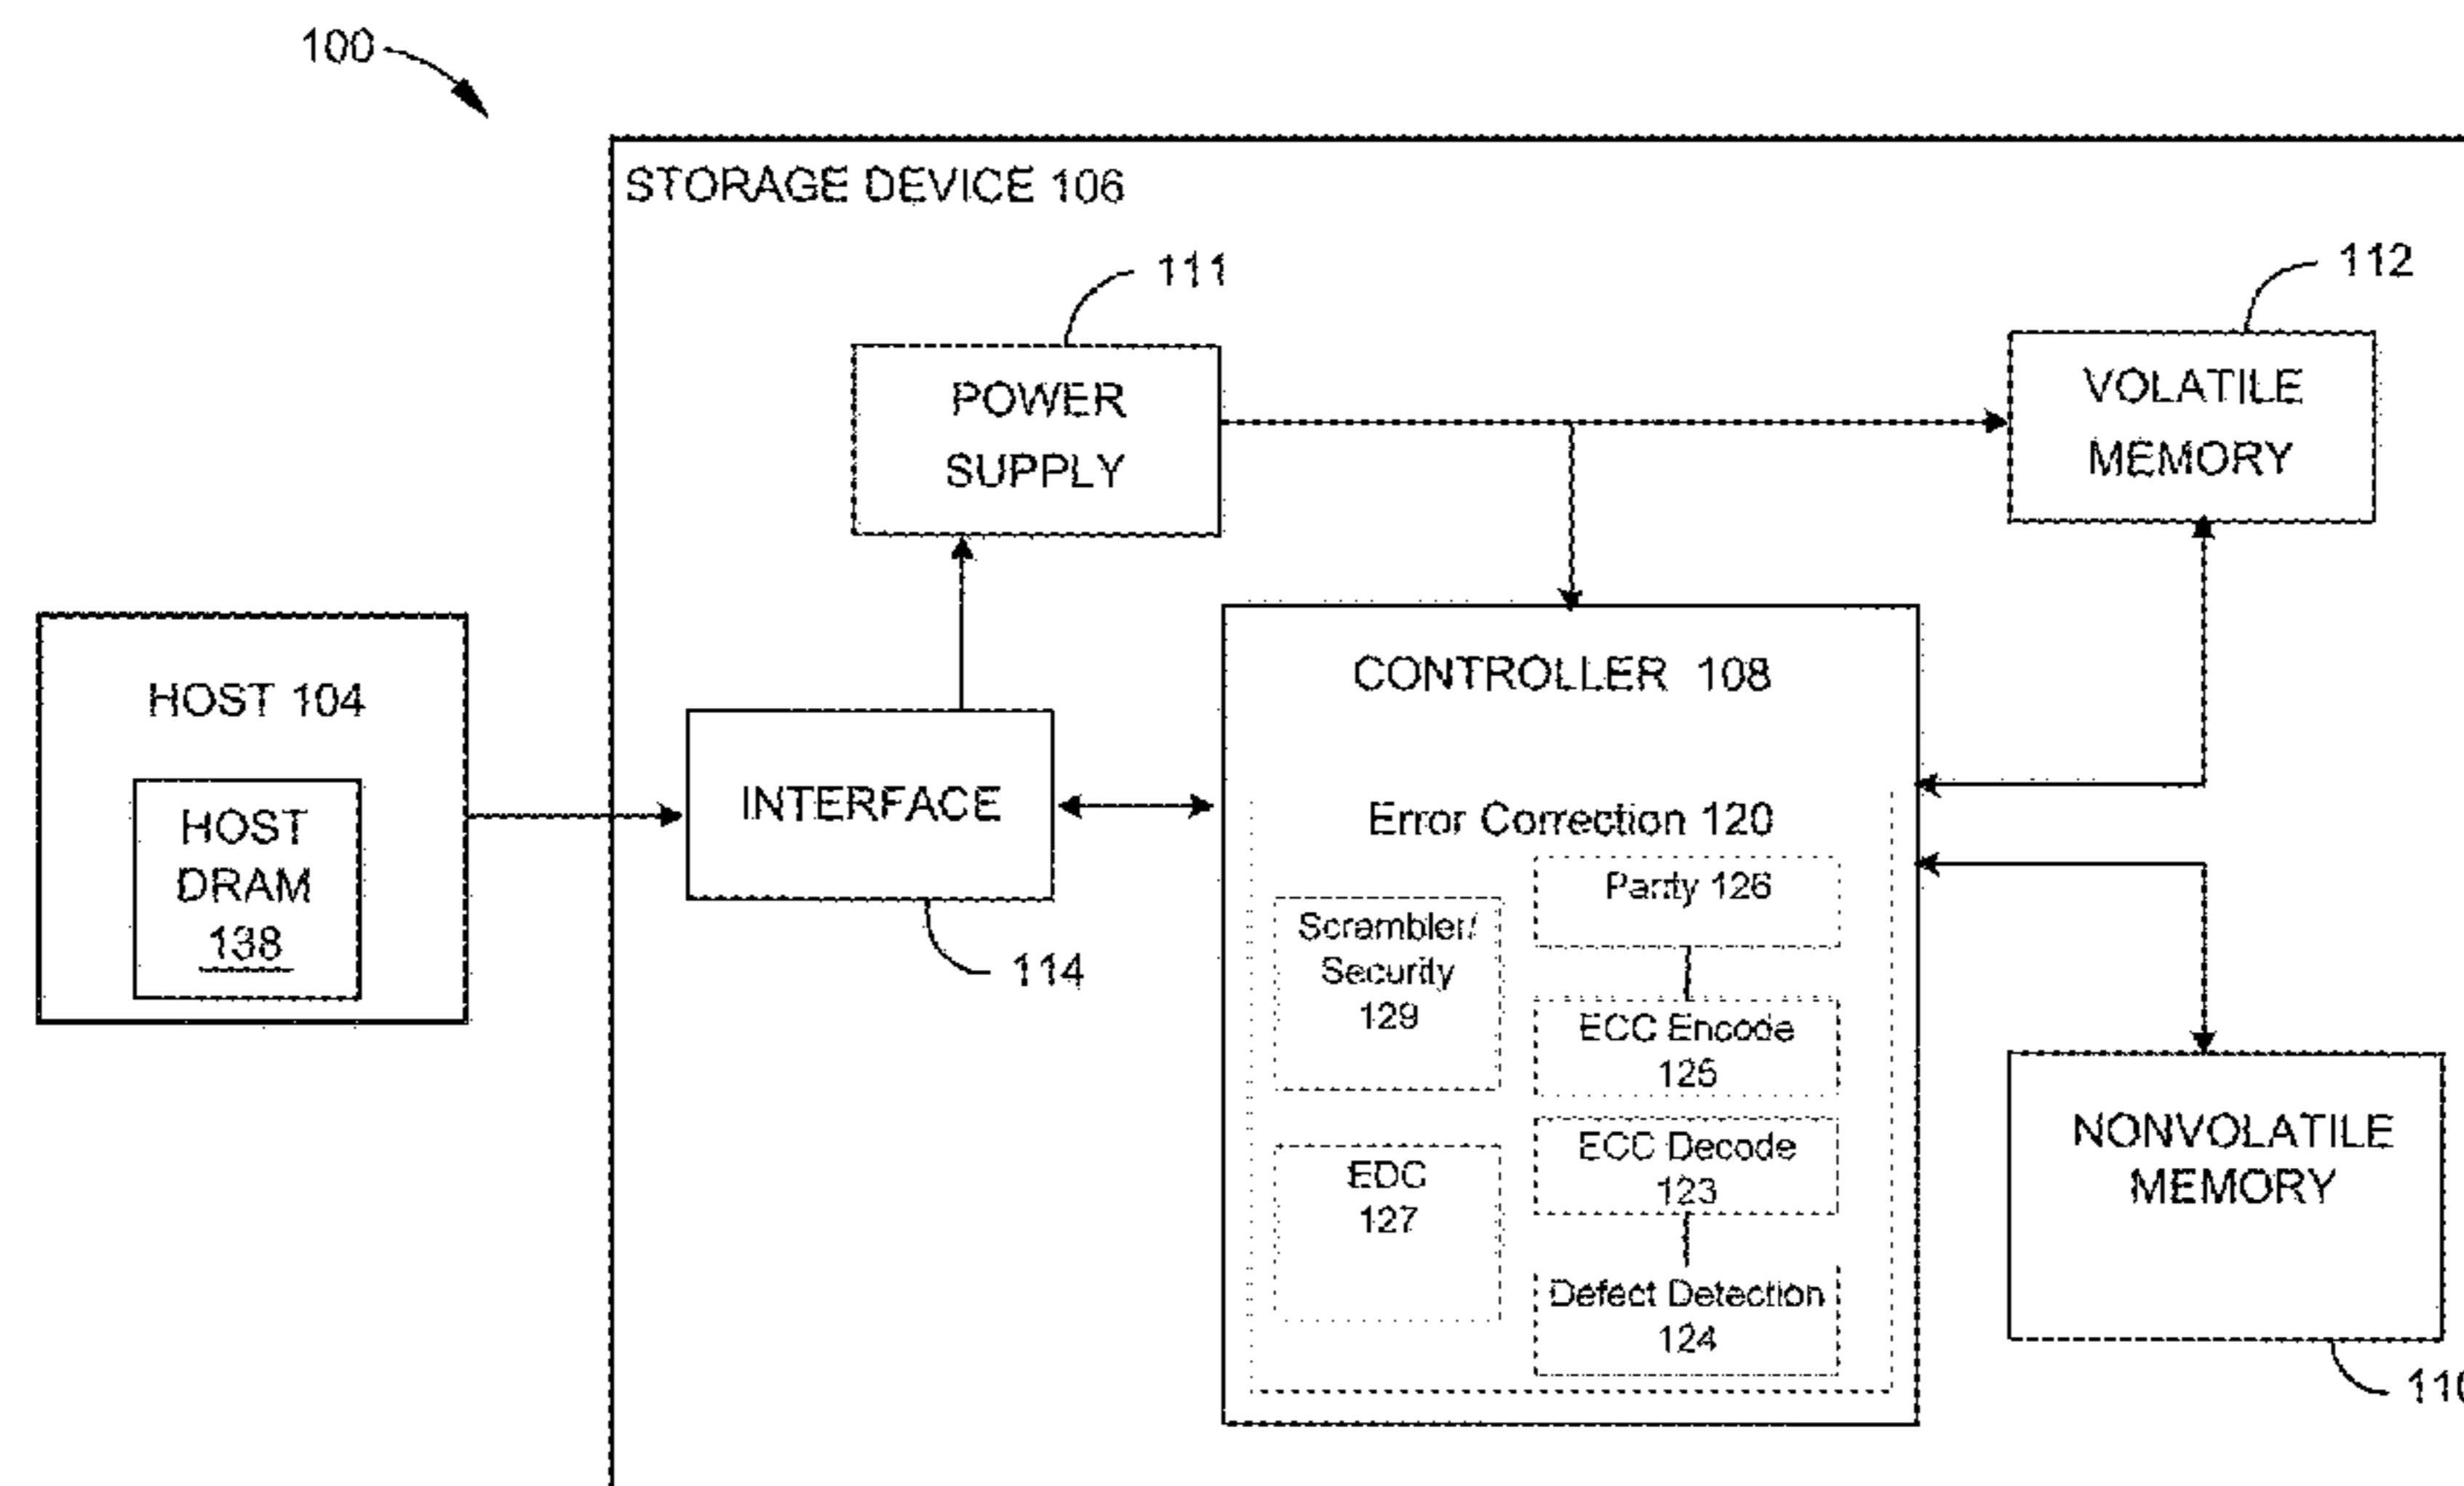 100
STORAGE DEVICE 106
111
112
POWER
SUPPLY
VOLATILE
MEMORY
HOST 104
HOST
DRAM
138
INTERFACE
114
CONTROLLER 108
Error Correction 120
Scrambler/
Security
129
Parity 126
ECC Encode
125
ECC Decode
123
EDC
127
Defect Detection
124
NONVOLATILE
MEMORY